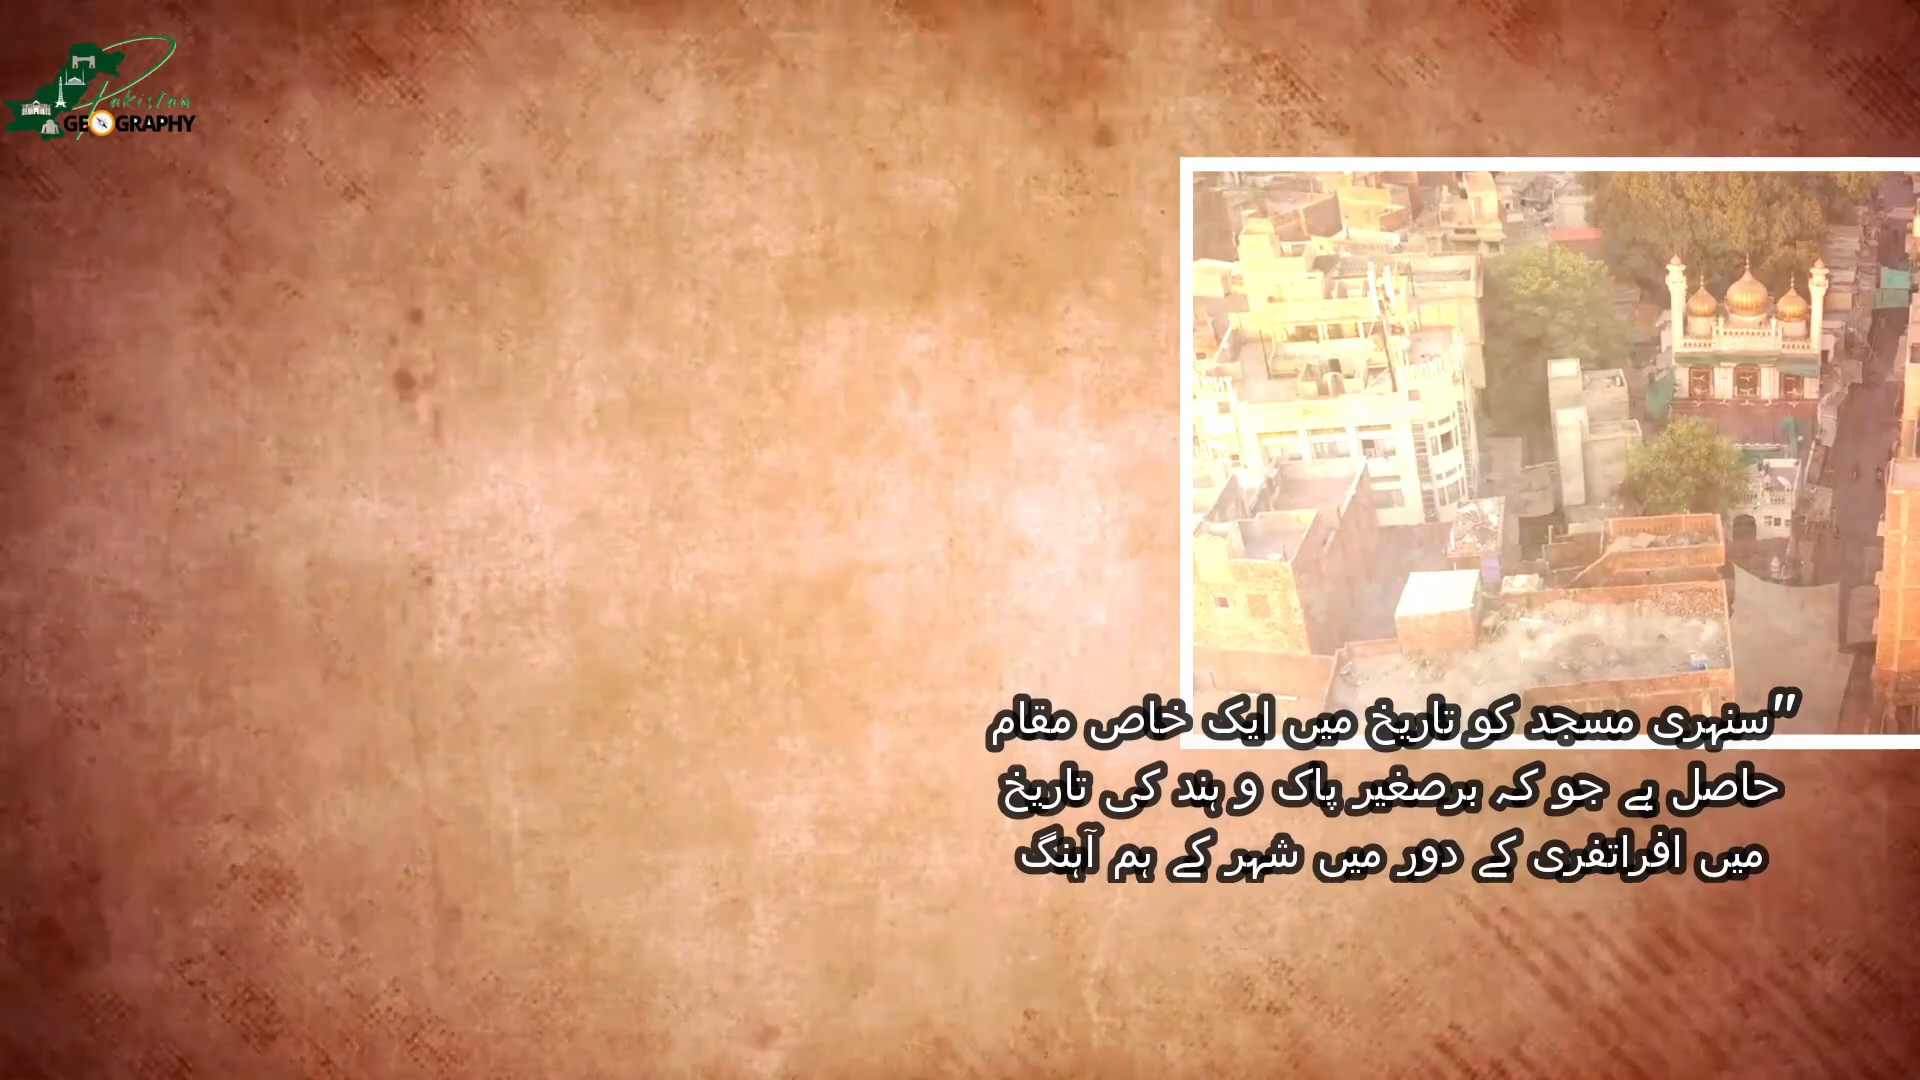 Pakistan
GEOGRAPHY
"سنہری مسجد کو تاریخ میں ایک خاص مقام
حاصل ہے جو کہ برصغیر پاک و ہند کی تاریخ
میں افراتفری کے دور میں شہر کے ہم آہنگ